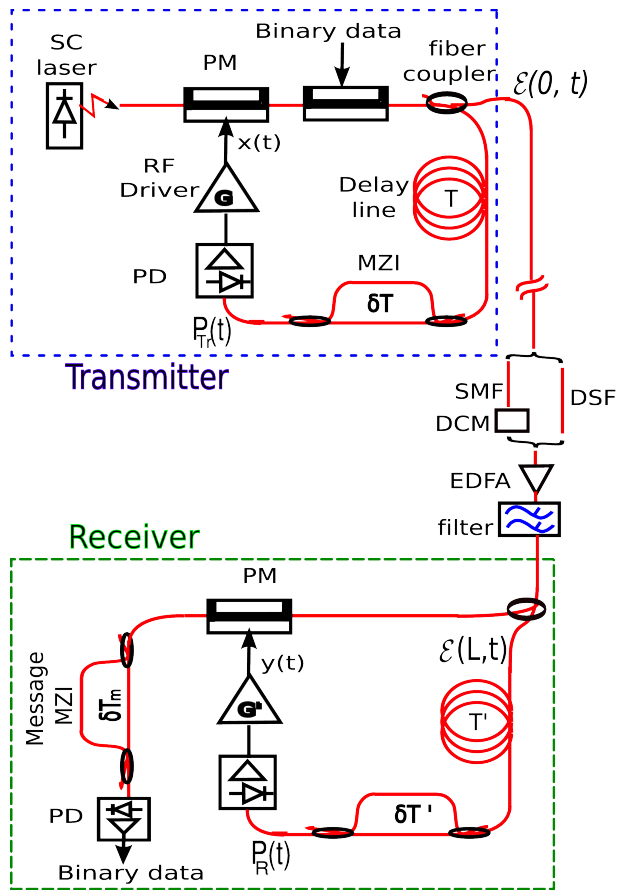 SC
laser
PM
Binary data
fiber
coupler
ℰ(0, t)
x(t)
RF
Driver
G
Delay
line
T
PD
MZI
δT
P_Tr(t)
Transmitter
SMF
DCM
DSF
EDFA
filter
Receiver
PM
ℰ(L,t)
y(t)
Message
MZI
δTm
G'
T'
PD
δT '
P_R(t)
Binary data